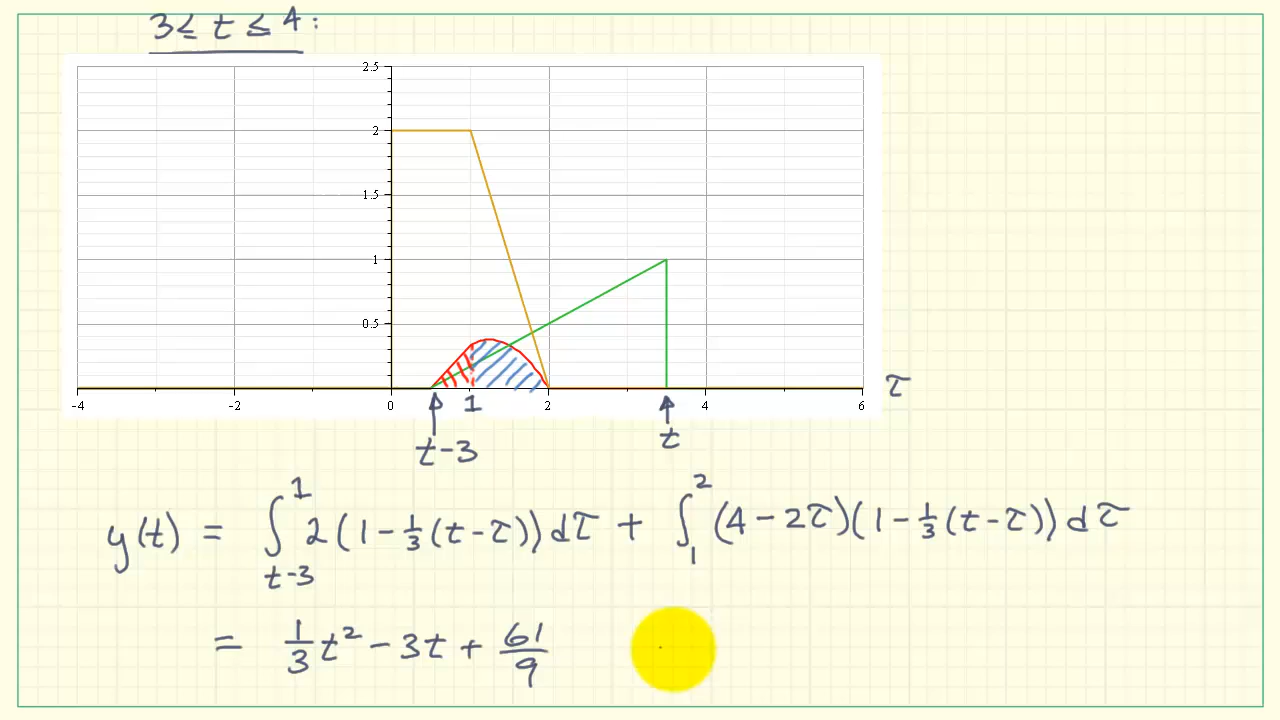 3 ≤ t ≤ 4 :
2.5
2
1.5
1
0.5
τ
-4 -2 0 1 2 4 6
t-3 t
y(t) = ∫_{t-3}^{1} 2(1-⅓(t-τ))dτ + ∫_{1}^{2} (4-2τ)(1-⅓(t-τ))dτ
= 1/3 t² - 3t + 61/9